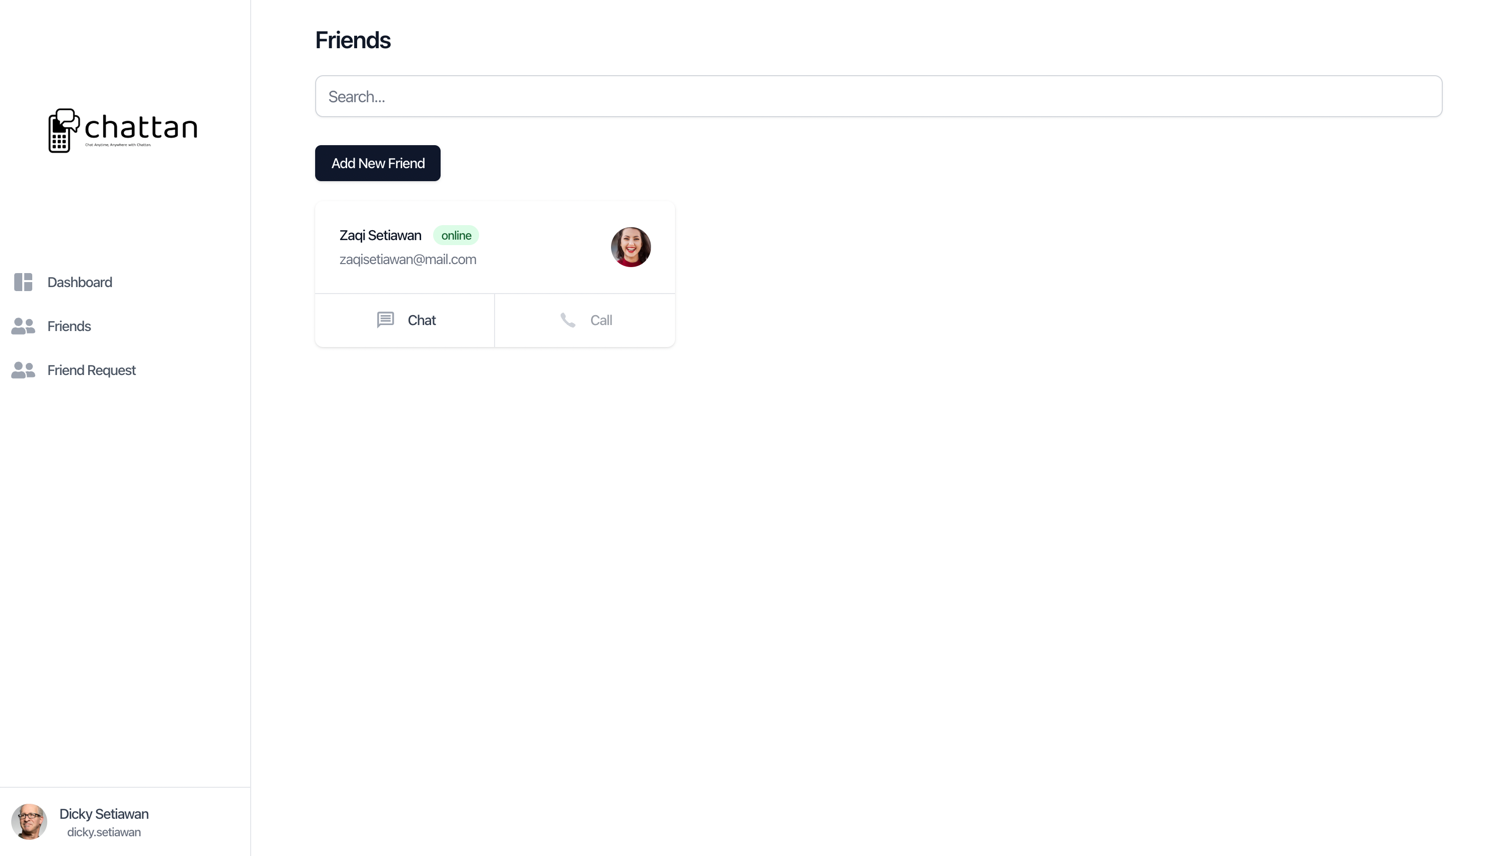 chattan
Chat Anytime, Anywhere with Chattan
Dashboard
Friends
Friend Request
Dicky Setiawan
dicky.setiawan
Friends
Search...
Add New Friend
Zaqi Setiawan online
zaqisetiawan@mail.com
Chat
Call